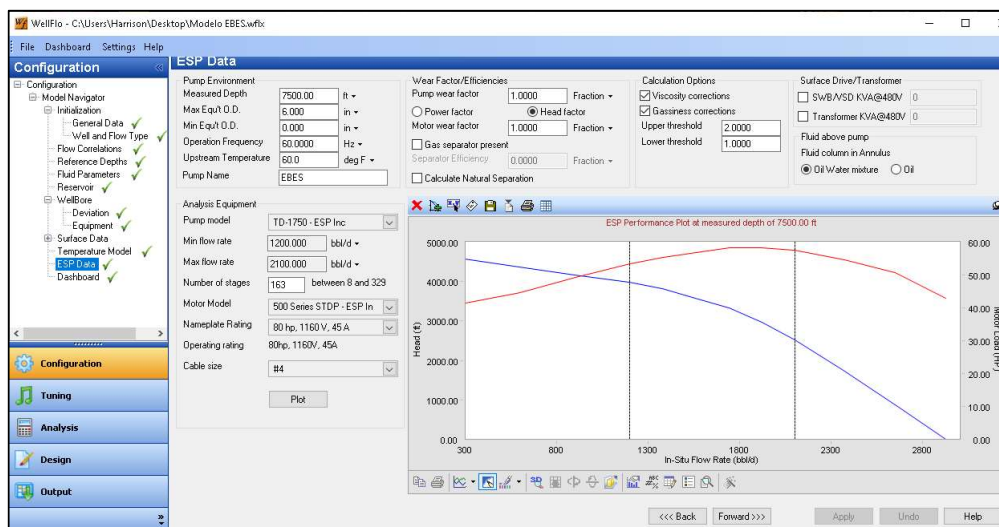 WellFlo - C:\Users\Harrison\Desktop\Modelo EBES.wflx
File Dashboard Settings Help
Configuration
Configuration
Model Navigator
Initialization
General Data
Well and Flow Type
Flow Correlations
Reference Depths
Fluid Parameters
Reservoir
WellBore
Deviation
Equipment
Surface Data
Temperature Model
ESP Data
Dashboard
Configuration
Tuning
Analysis
Design
Output
ESP Data
Pump Environment
Measured Depth 7500.00 ft
Max Equ't O.D. 6.000 in
Min Equ't O.D. 0.000 in
Operation Frequency 60.0 Hz
Upstream Temperature 60.0 deg F
Pump Name EBES
Wear Factor/Efficiencies
Pump wear factor 1.0000 Fraction
Power factor Head factor
Motor wear factor 1.0000 Fraction
Gas separator present
Separator Efficiency 0.0000 Fraction
Calculate Natural Separation
Calculation Options
Viscosity corrections
Gassiness corrections
Upper threshold 2.0000
Lower threshold 1.0000
Surface Drive/Transformer
SWB/VSD KVA@480V 0
Transformer KVA@480V 0
Fluid above pump
Fluid column in Annulus
Oil Water mixture Oil
Analysis Equipment
Pump model TD-1750 - ESP Inc
Min flow rate 1200.000 bbl/d
Max flow rate 2100.000 bbl/d
Number of stages 163 between 8 and 329
Motor Model 500 Series STDP - ESP In
Nameplate Rating 80 hp, 1160 V, 45 A
Operating rating 80hp, 1160V, 45A
Cable size #4
Plot
ESP Performance Plot at measured depth of 7500.00 ft
5000.00
4000.00
3000.00
2000.00
1000.00
0.00
Head (ft)
60.00
50.00
40.00
30.00
20.00
10.00
0.00
Motor Load (HP)
300 800 1300 1800 2300 2800
In-Situ Flow Rate (bbl/d)
3D
<<< Back Forward >>> Apply Undo Help